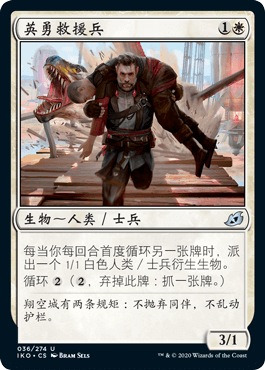 英勇救援兵 1
生物～人类 / 士兵
每当你每回合首度循环另一张牌时，派
出一个 1/1 白色人类 / 士兵衍生生物。
循环 2（2，弃掉此牌：抓一张牌。）
翔空城有两条规矩：不抛弃同伴，不乱动
护栏。
3/1
036/274 U
IKO • CS BRAM SELS
™ & © 2020 Wizards of the Coast